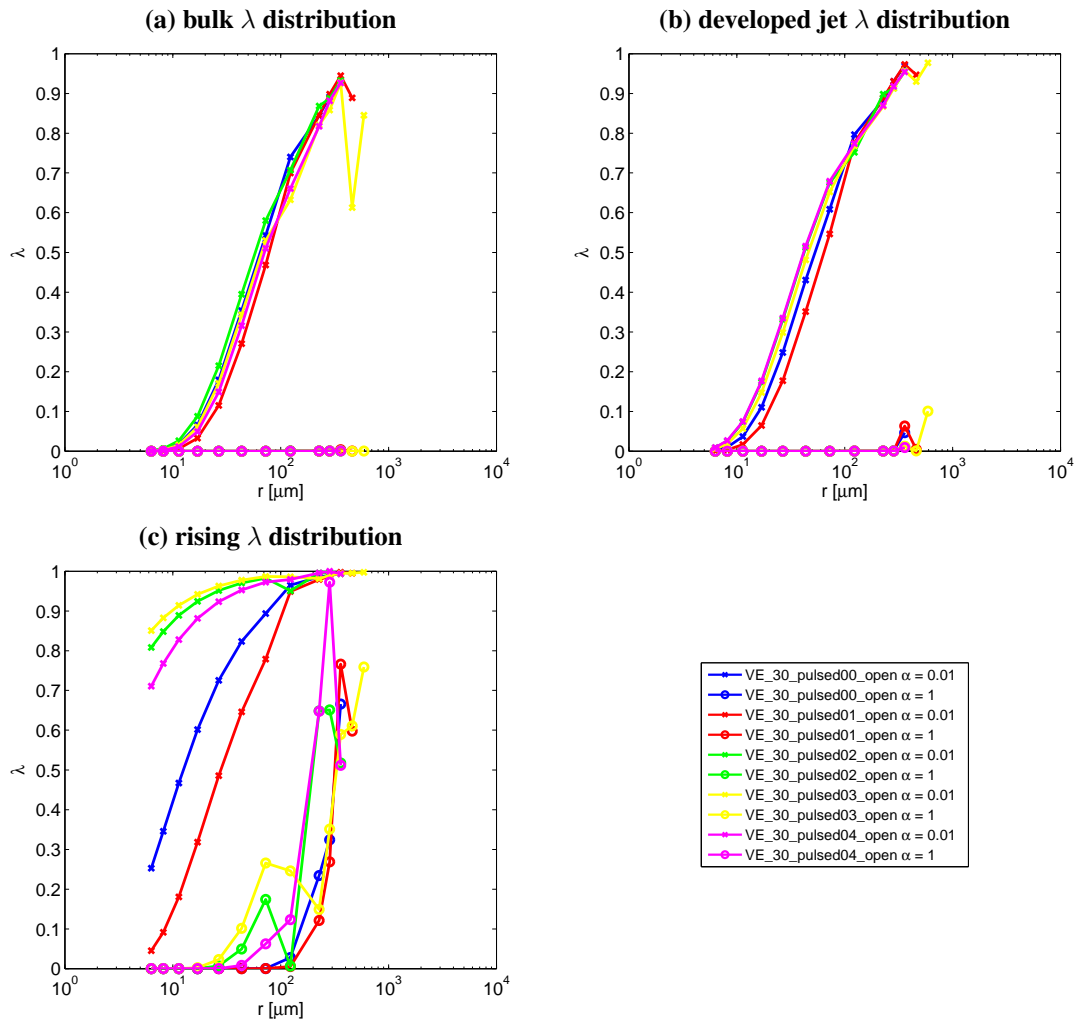 (a) bulk λ distribution
(b) developed jet λ distribution
1
0.9
0.8
0.7
0.6
0.5
0.4
0.3
0.2
0.1
0
λ
10^0
10^1
10^2
10^3
10^4
r [μm]
1
0.9
0.8
0.7
0.6
0.5
0.4
0.3
0.2
0.1
0
λ
10^0
10^1
10^2
10^3
10^4
r [μm]
(c) rising λ distribution
1
0.9
0.8
0.7
0.6
0.5
0.4
0.3
0.2
0.1
0
λ
10^0
10^1
10^2
10^3
10^4
r [μm]
VE_30_pulsed00_open α = 0.01
VE_30_pulsed00_open α = 1
VE_30_pulsed01_open α = 0.01
VE_30_pulsed01_open α = 1
VE_30_pulsed02_open α = 0.01
VE_30_pulsed02_open α = 1
VE_30_pulsed03_open α = 0.01
VE_30_pulsed03_open α = 1
VE_30_pulsed04_open α = 0.01
VE_30_pulsed04_open α = 1